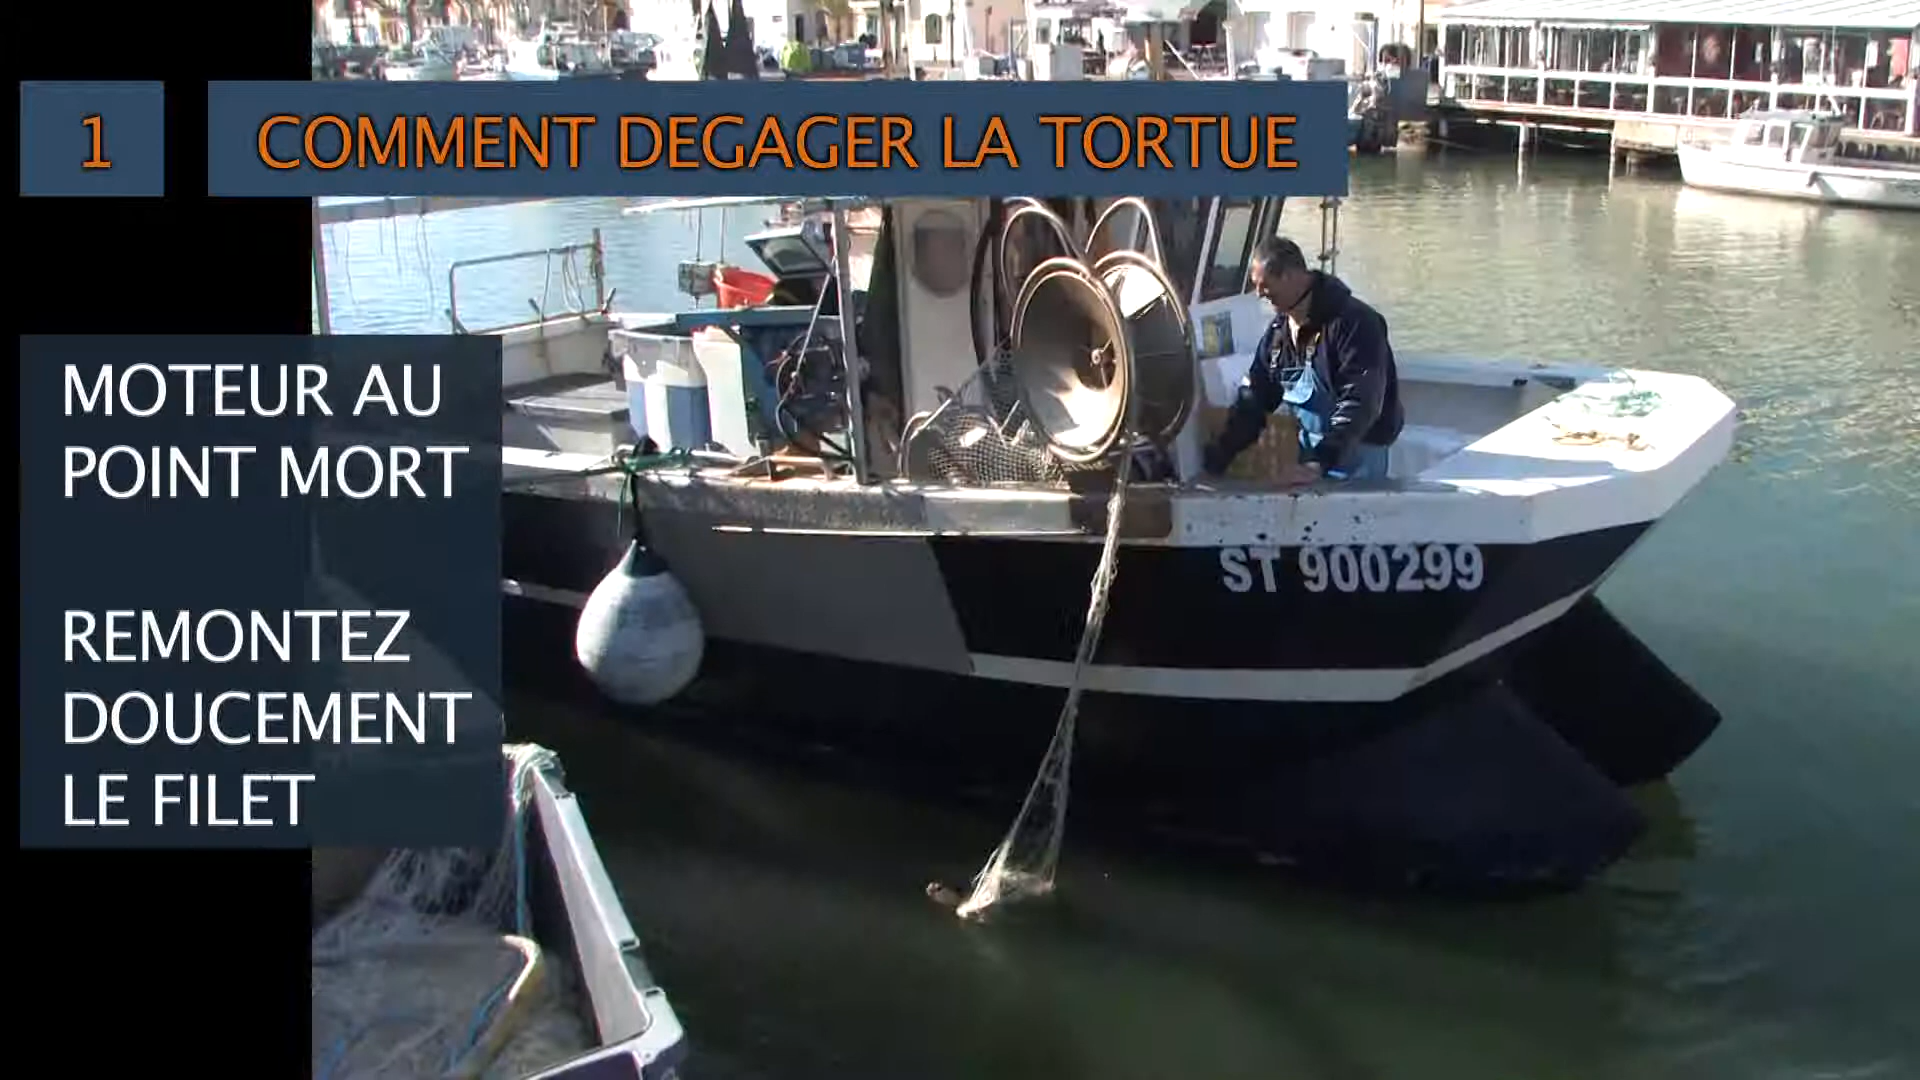 1
COMMENT DEGAGER LA TORTUE
MOTEUR AU
POINT MORT
REMONTEZ
DOUCEMENT
LE FILET
ST 900299